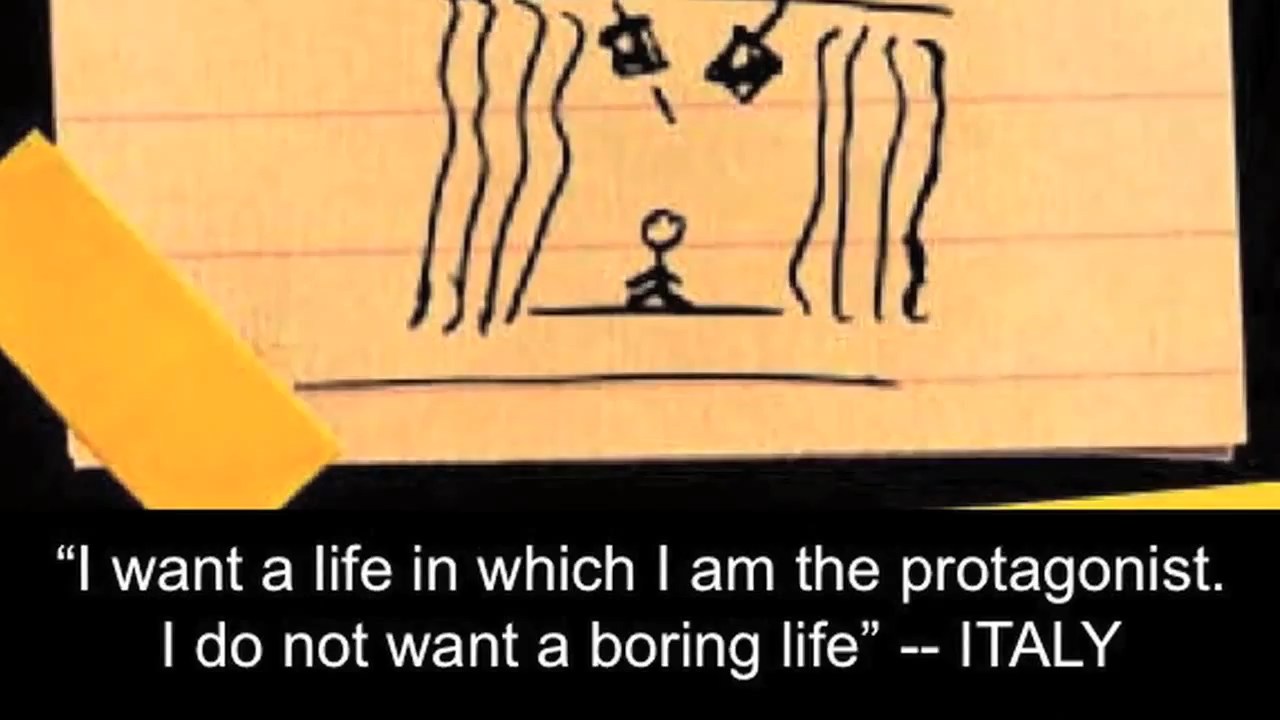 “I want a life in which I am the protagonist.
I do not want a boring life” -- ITALY